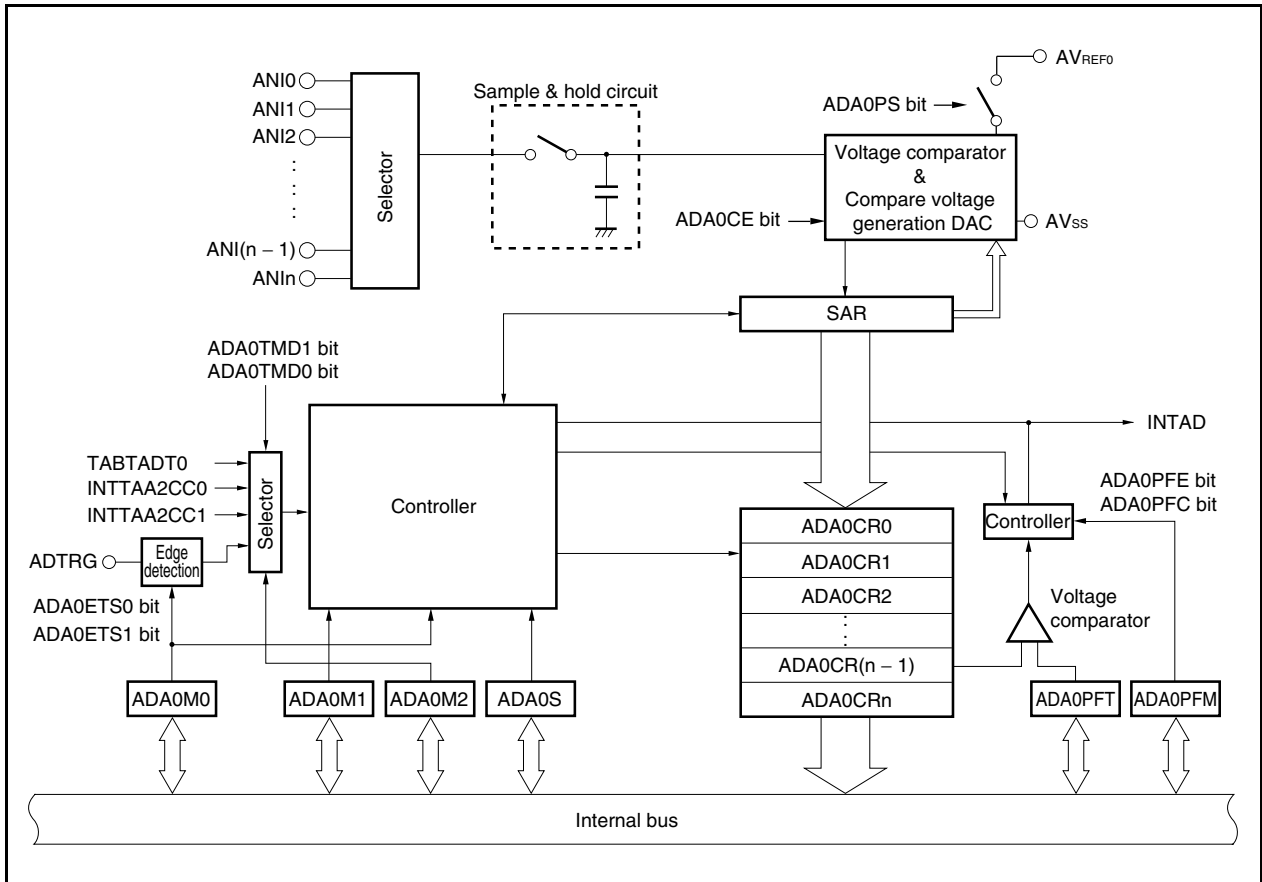 ANI0
ANI1
ANI2
ANI(n − 1)
ANIn
Selector
Sample & hold circuit
AVREF0
ADA0PS bit
Voltage comparator
&
Compare voltage
generation DAC
ADA0CE bit
AVSS
SAR
ADA0TMD1 bit
ADA0TMD0 bit
TABTADT0
INTTAA2CC0
INTTAA2CC1
ADTRG
Edge
detection
Selector
ADA0ETS0 bit
ADA0ETS1 bit
Controller
INTAD
ADA0PFE bit
ADA0PFC bit
Controller
Voltage
comparator
ADA0CR0
ADA0CR1
ADA0CR2
ADA0CR(n − 1)
ADA0CRn
ADA0M0
ADA0M1
ADA0M2
ADA0S
ADA0PFT
ADA0PFM
Internal bus